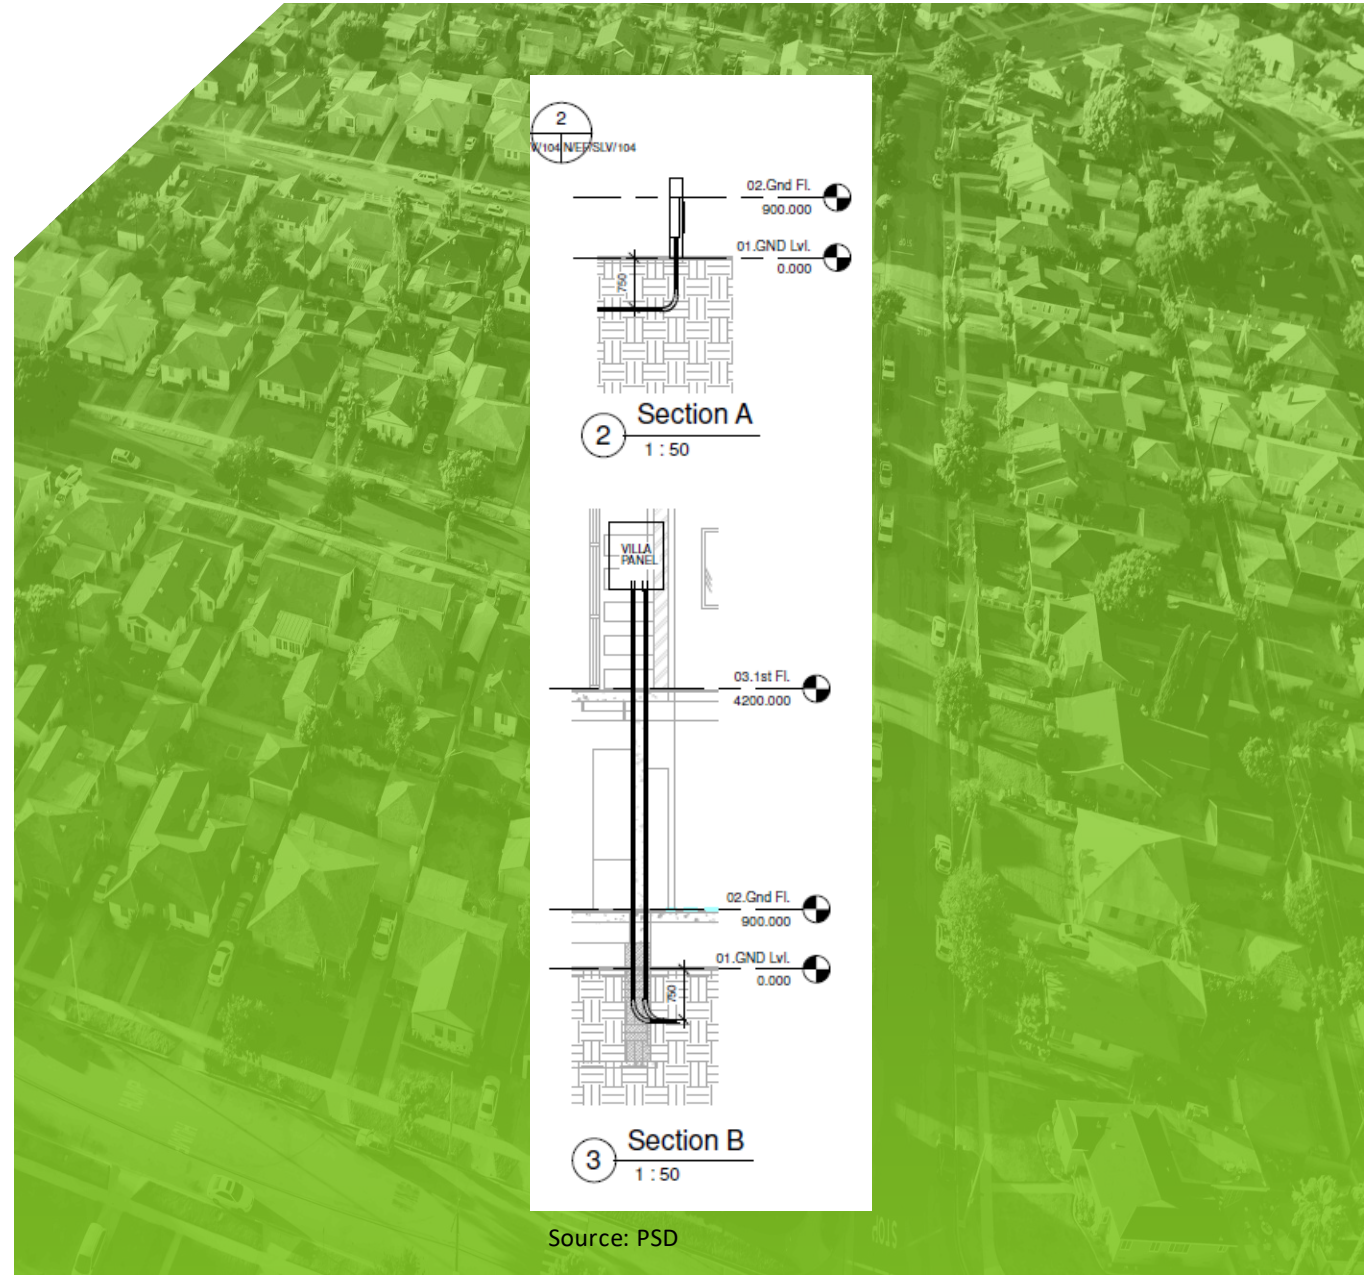 2
V/104 N/EF/SLV/104
02.Gnd Fl.
900.000
01.GND Lvl.
0.000
750
2
Section A
1 : 50
VILLA
PANEL
03.1st Fl.
4200.000
02.Gnd Fl.
900.000
01.GND Lvl.
0.000
750
3
Section B
1 : 50
Source: PSD